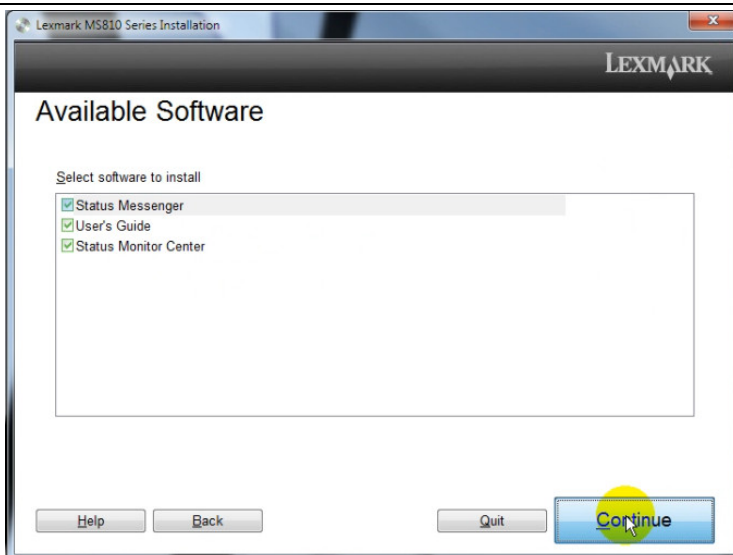 Lexmark MS810 Series Installation
LEXMARK
Available Software
Select software to install
Status Messenger
User's Guide
Status Monitor Center
Help Back Quit Continue